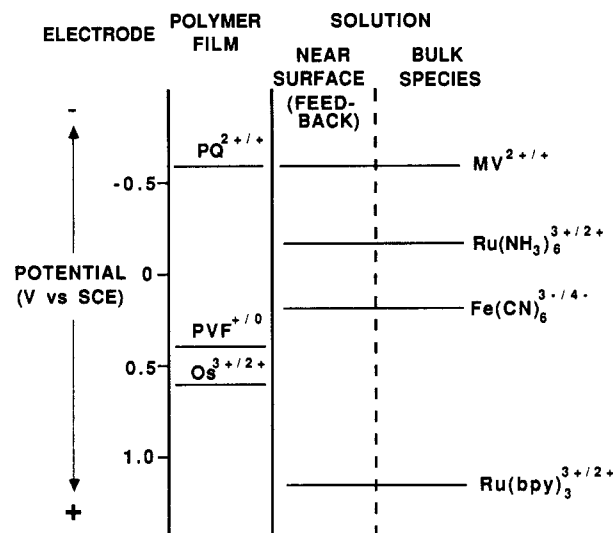 ELECTRODE
POLYMER
FILM
SOLUTION
NEAR
SURFACE
(FEED-
BACK)
BULK
SPECIES
-
PQ2+/+
MV2+/+
-0.5
Ru(NH3)63+/2+
POTENTIAL
(V vs SCE)
0
Fe(CN)63-/4-
PVF+/0
0.5
Os3+/2+
1.0
Ru(bpy)33+/2+
+